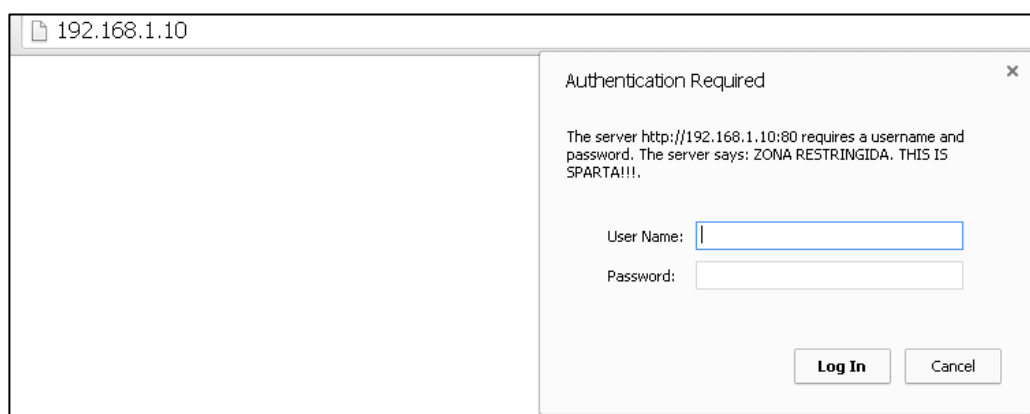 192.168.1.10
Authentication Required
The server http://192.168.1.10:80 requires a username and
password. The server says: ZONA RESTRINGIDA. THIS IS
SPARTA!!!.
User Name:
Password:
Log In
Cancel